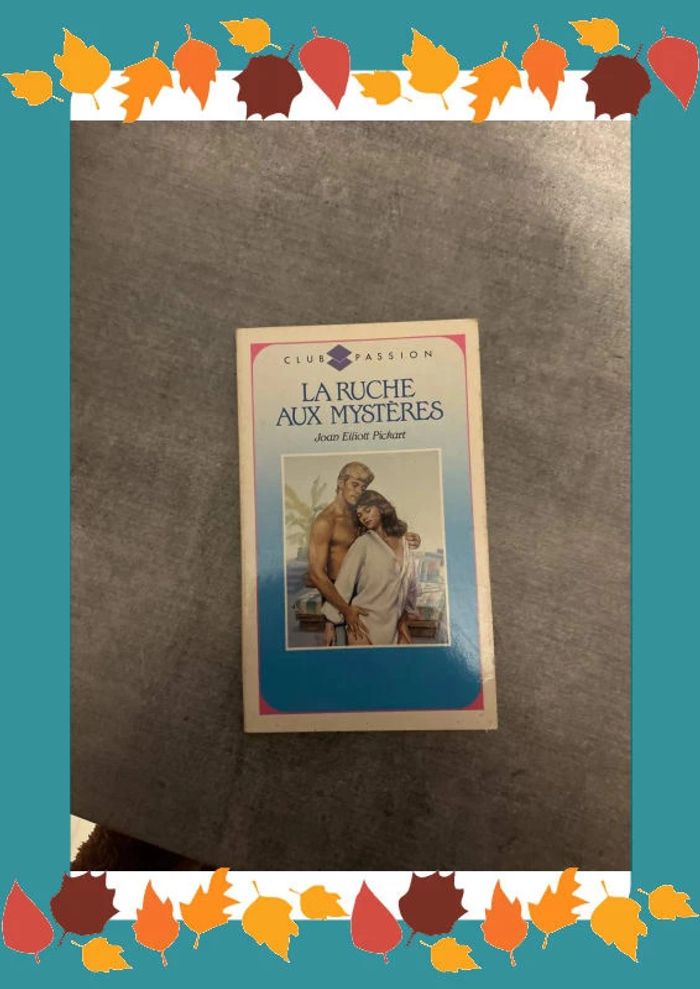 CLUB PASSION
LA RUCHE
AUX MYSTÈRES
Joan Elliott Pickart